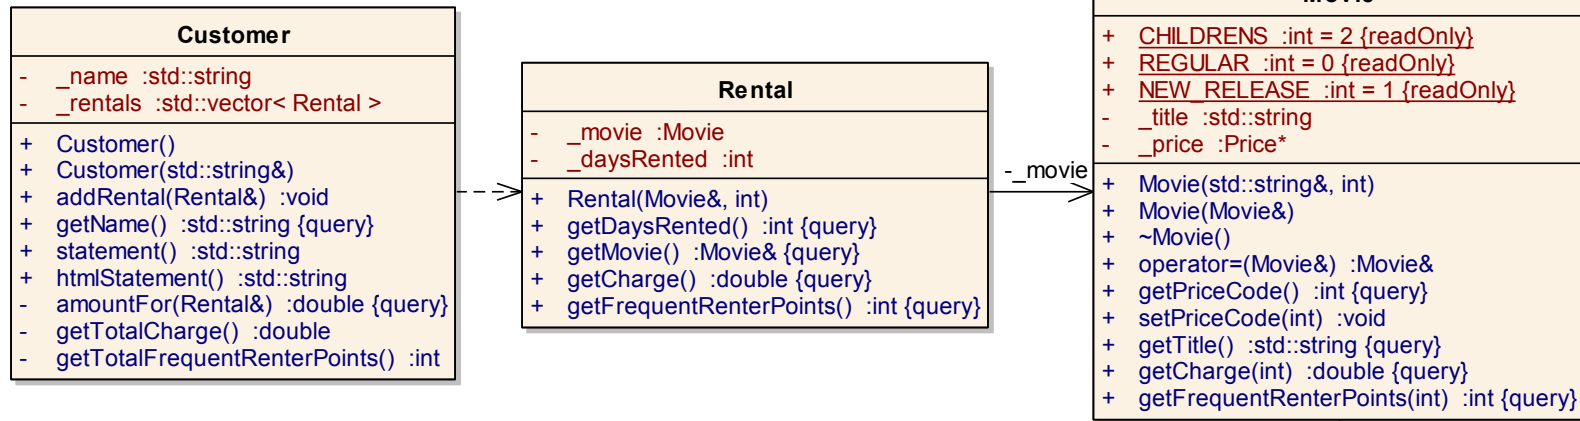 Customer
- _name :std::string
- _rentals :std::vector< Rental >
+ Customer()
+ Customer(std::string&)
+ addRental(Rental&) :void
+ getName() :std::string {query}
+ statement() :std::string
+ htmlStatement() :std::string
- amountFor(Rental&) :double {query}
- getTotalCharge() :double
- getTotalFrequentRenterPoints() :int
Rental
- _movie :Movie
- _daysRented :int
+ Rental(Movie&, int)
+ getDaysRented() :int {query}
+ getMovie() :Movie& {query}
+ getCharge() :double {query}
+ getFrequentRenterPoints() :int {query}
-_movie
Movie
+ CHILDRENS :int = 2 {readOnly}
+ REGULAR :int = 0 {readOnly}
+ NEW_RELEASE :int = 1 {readOnly}
- _title :std::string
- _price :Price*
+ Movie(std::string&, int)
+ Movie(Movie&)
+ ~Movie()
+ operator=(Movie&) :Movie&
+ getPriceCode() :int {query}
+ setPriceCode(int) :void
+ getTitle() :std::string {query}
+ getCharge(int) :double {query}
+ getFrequentRenterPoints(int) :int {query}